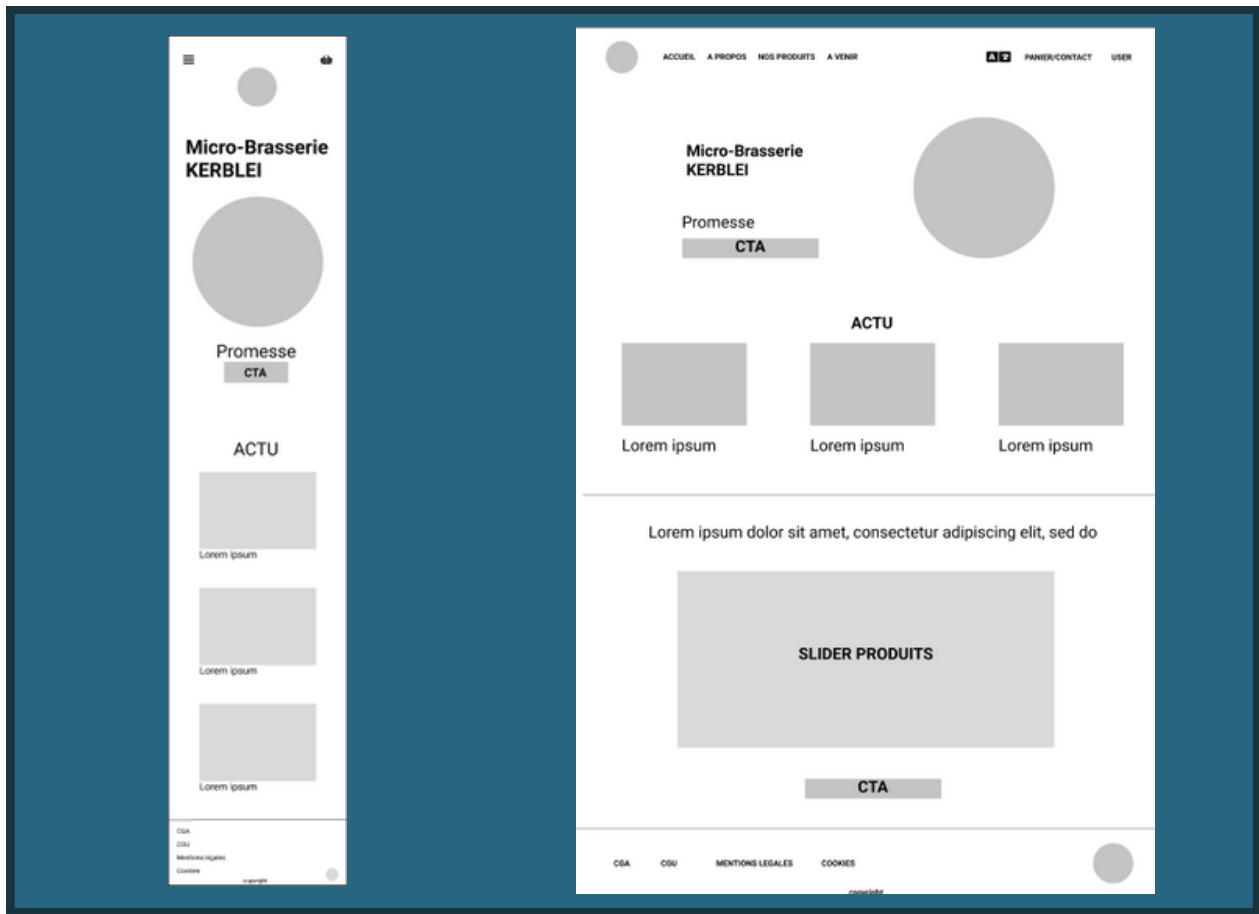 Micro-Brasserie
KERBLEI
Promesse
CTA
ACTU
Lorem ipsum
Lorem ipsum
Lorem ipsum
CGA
CGU
Mentions légales
Cookies
copyright
ACCUEIL A PROPOS NOS PRODUITS A VENIR PANIER/CONTACT USER
Micro-Brasserie
KERBLEI
Promesse
CTA
ACTU
Lorem ipsum Lorem ipsum Lorem ipsum
Lorem ipsum dolor sit amet, consectetur adipiscing elit, sed do
SLIDER PRODUITS
CTA
CGA CGU MENTIONS LEGALES COOKIES
copyright